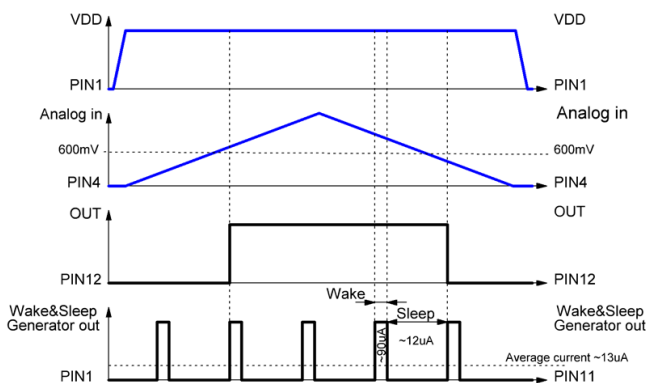 VDD
VDD
PIN1
PIN1
Analog in
Analog in
600mV
600mV
PIN4
PIN4
OUT
OUT
PIN12
PIN12
Wake
Wake&Sleep
Generator out
Sleep
Wake&Sleep
Generator out
~90uA
~12uA
Average current ~13uA
PIN1
PIN11